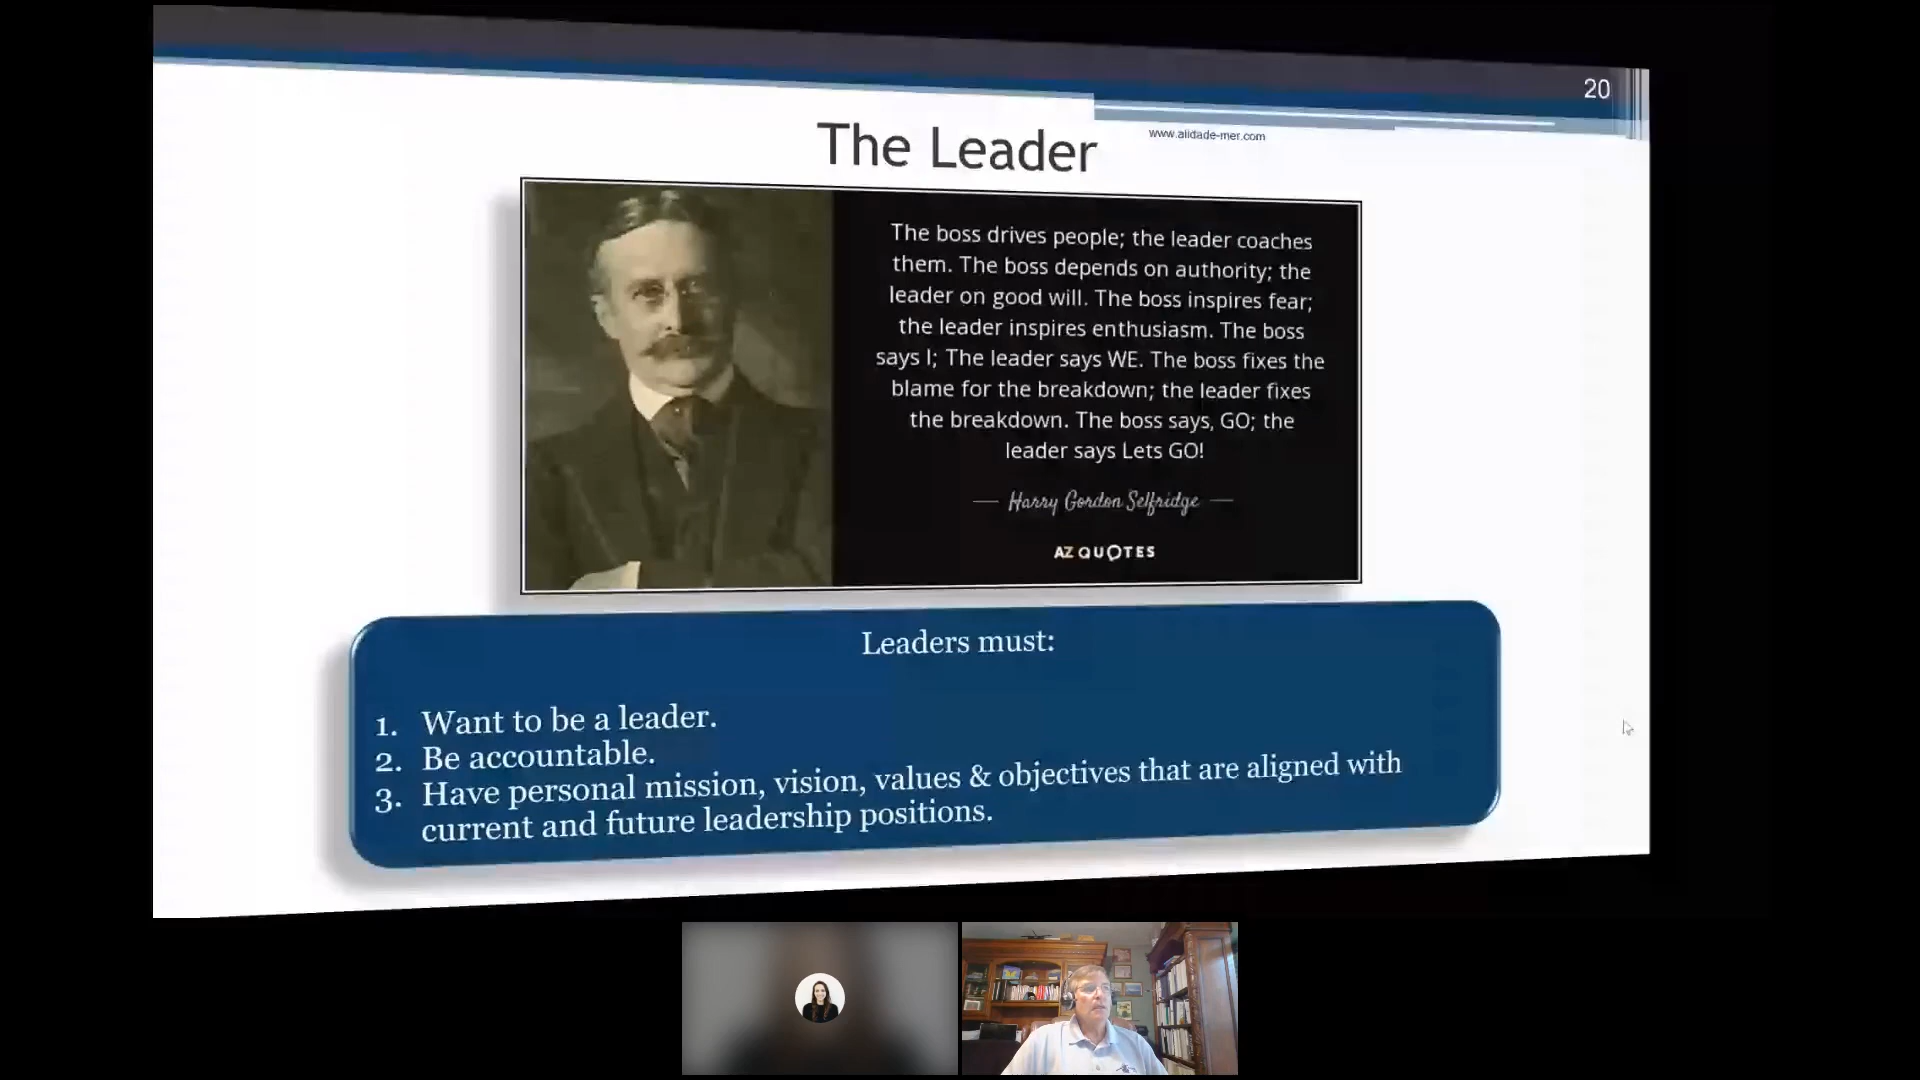 20
www.alidade-mer.com
The Leader
The boss drives people; the leader coaches
them. The boss depends on authority; the
leader on good will. The boss inspires fear;
the leader inspires enthusiasm. The boss
says I; The leader says WE. The boss fixes the
blame for the breakdown; the leader fixes
the breakdown. The boss says, GO; the
leader says Lets GO!
— Harry Gordon Selfridge —
AZ QUOTES
Leaders must:
1. Want to be a leader.
2. Be accountable.
3. Have personal mission, vision, values & objectives that are aligned with
current and future leadership positions.